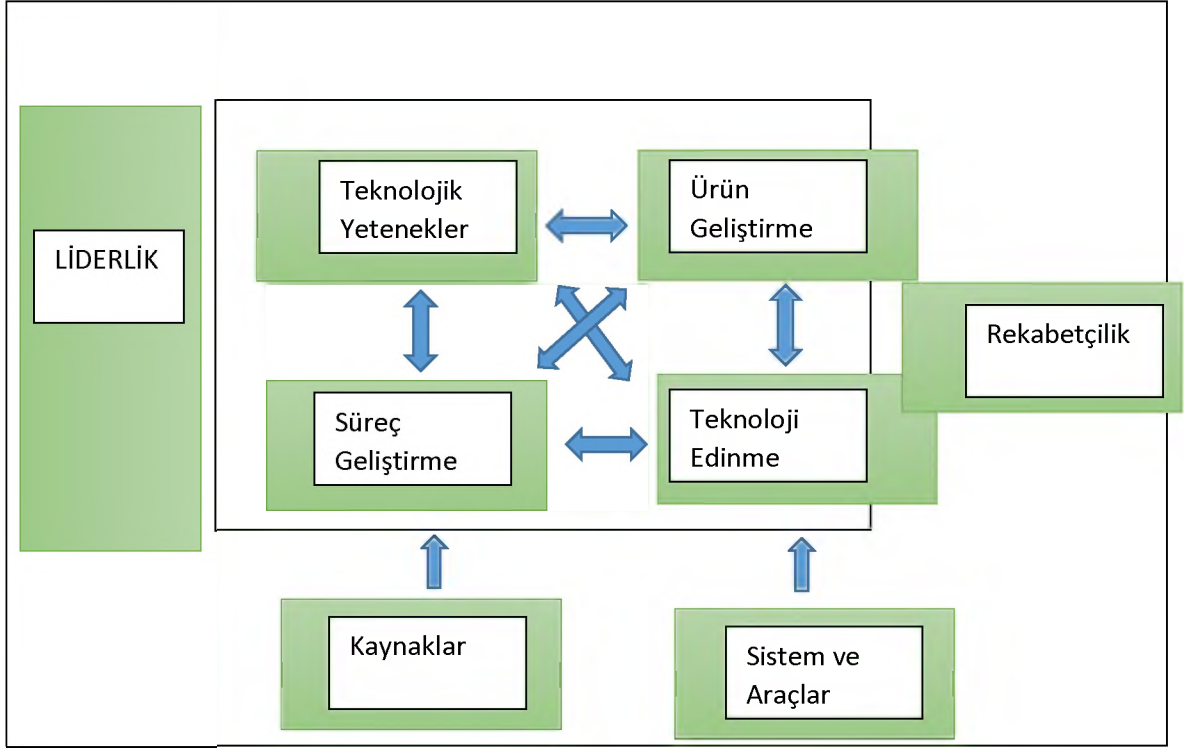 LİDERLİK
Teknolojik
Yetenekler
Ürün
Geliştirme
Rekabetçilik
Süreç
Geliştirme
Teknoloji
Edinme
Kaynaklar
Sistem ve
Araçlar